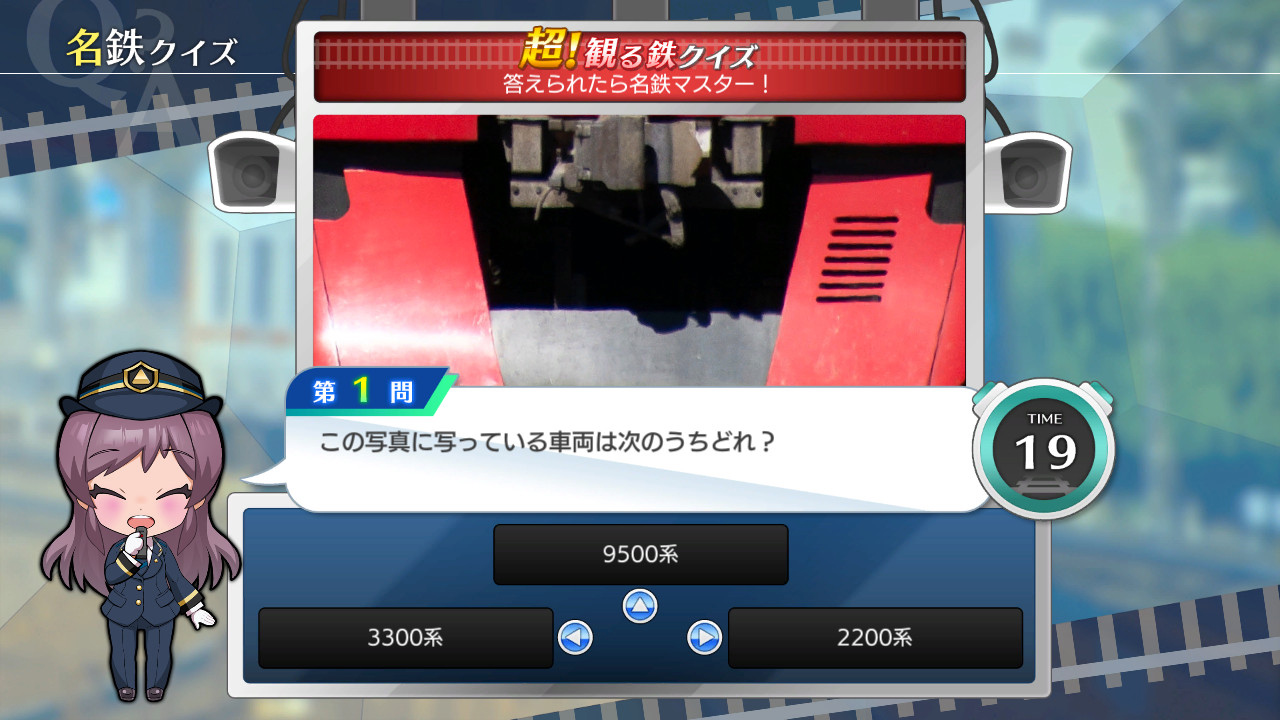 名鉄クイズ
超!観る鉄クイズ
答えられたら名鉄マスター！
第1問
この写真に写っている車両は次のうちどれ？
TIME
19
9500系
3300系
2200系